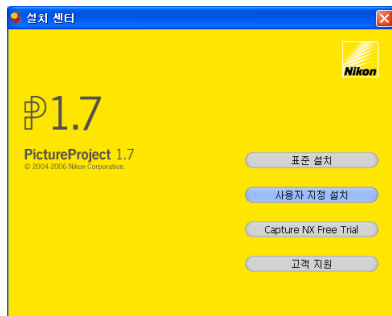 설치 센터
Nikon
P1.7
PictureProject 1.7
© 2004-2006 Nikon Corporation.
표준 설치
사용자 지정 설치
Capture NX Free Trial
고객 지원